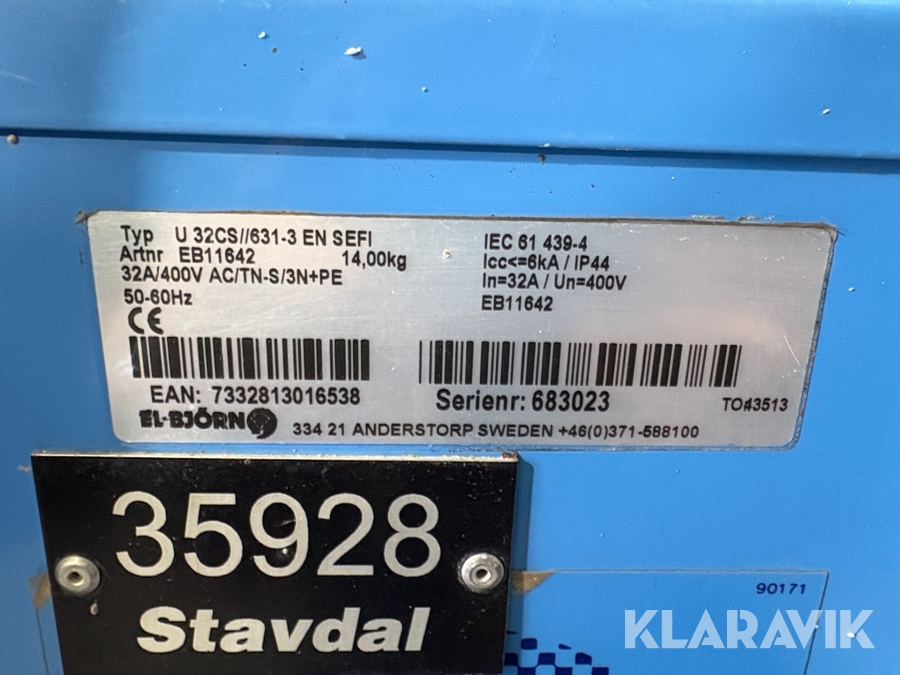 Typ U 32CS//631-3 EN SEFI
Artnr EB11642 14,00kg
32A/400V AC/TN-S/3N+PE
50-60Hz
CE
IEC 61 439-4
Icc<=6kA / IP44
In=32A / Un=400V
EB11642
EAN: 7332813016538
Serienr: 683023
TO#3513
EL-BJÖRN
334 21 ANDERSTORP SWEDEN +46(0)371-588100
35928
Stavdal
90171
KLARAVIK